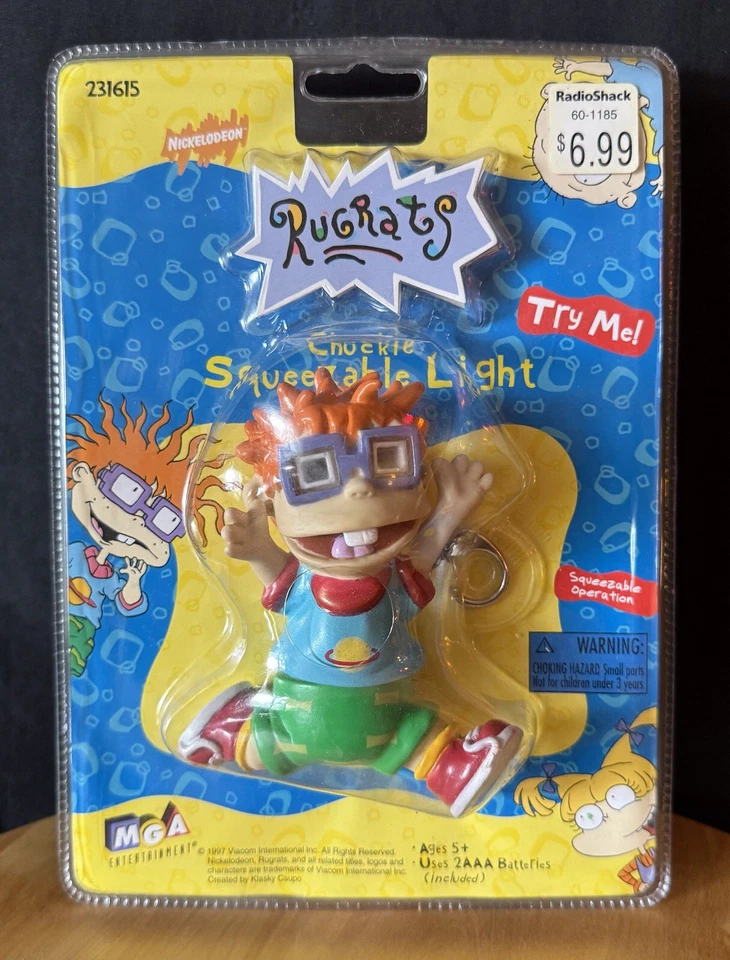 231615
RadioShack
60-1185
$6.99
NICKELODEON
RUGRATS
Try Me!
Chuckie
Squeezable Light
Squeezable
Operation
WARNING:
CHOKING HAZARD Small parts
Not for children under 3 years
MGA
ENTERTAINMENT®
© 1997 Viacom International Inc. All Rights Reserved.
Nickelodeon, Rugrats, and all related titles, logos and
characters are trademarks of Viacom International Inc.
Created by Klasky Csupo
· Ages 5+
· Uses 2AAA Batteries
(included)